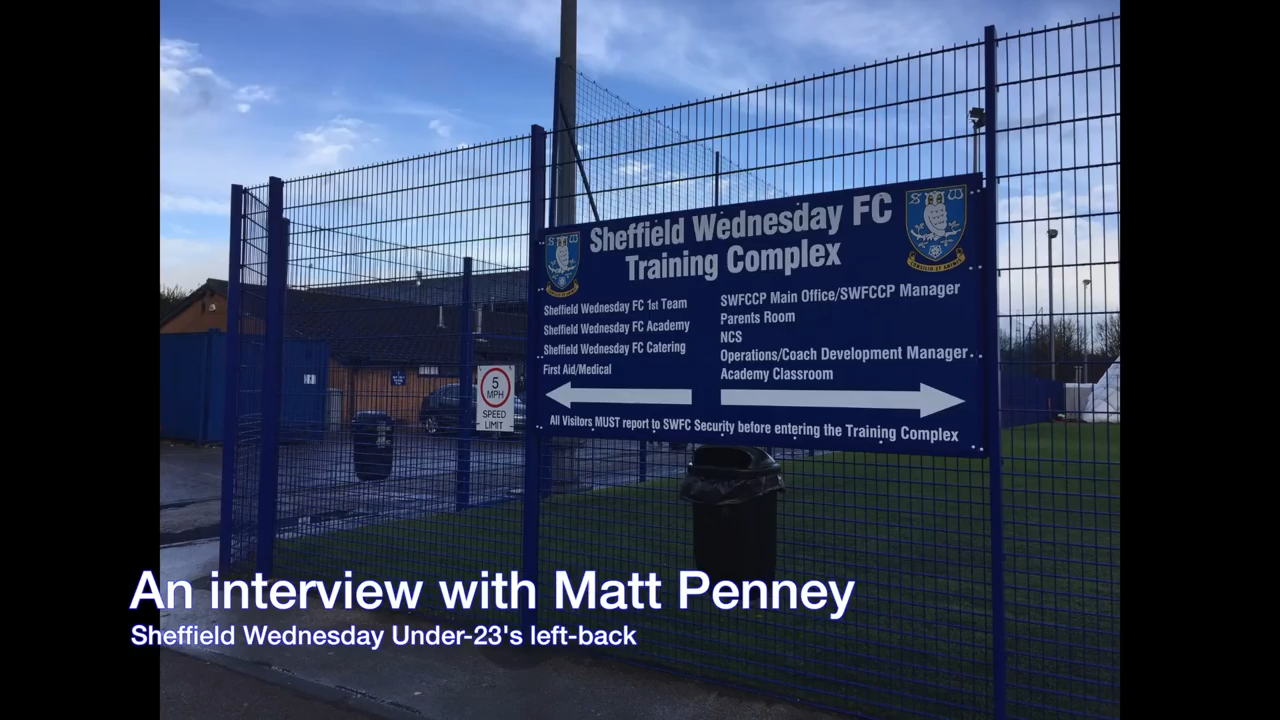 Sheffield Wednesday FC
Training Complex
Sheffield Wednesday FC 1st Team
Sheffield Wednesday FC Academy
Sheffield Wednesday FC Catering
First Aid/Medical
SWFCCP Main Office/SWFCCP Manager
Parents Room
NCS
Operations/Coach Development Manager
Academy Classroom
All Visitors MUST report to SWFC Security before entering the Training Complex
5
MPH
SPEED
LIMIT
An interview with Matt Penney
Sheffield Wednesday Under-23's left-back